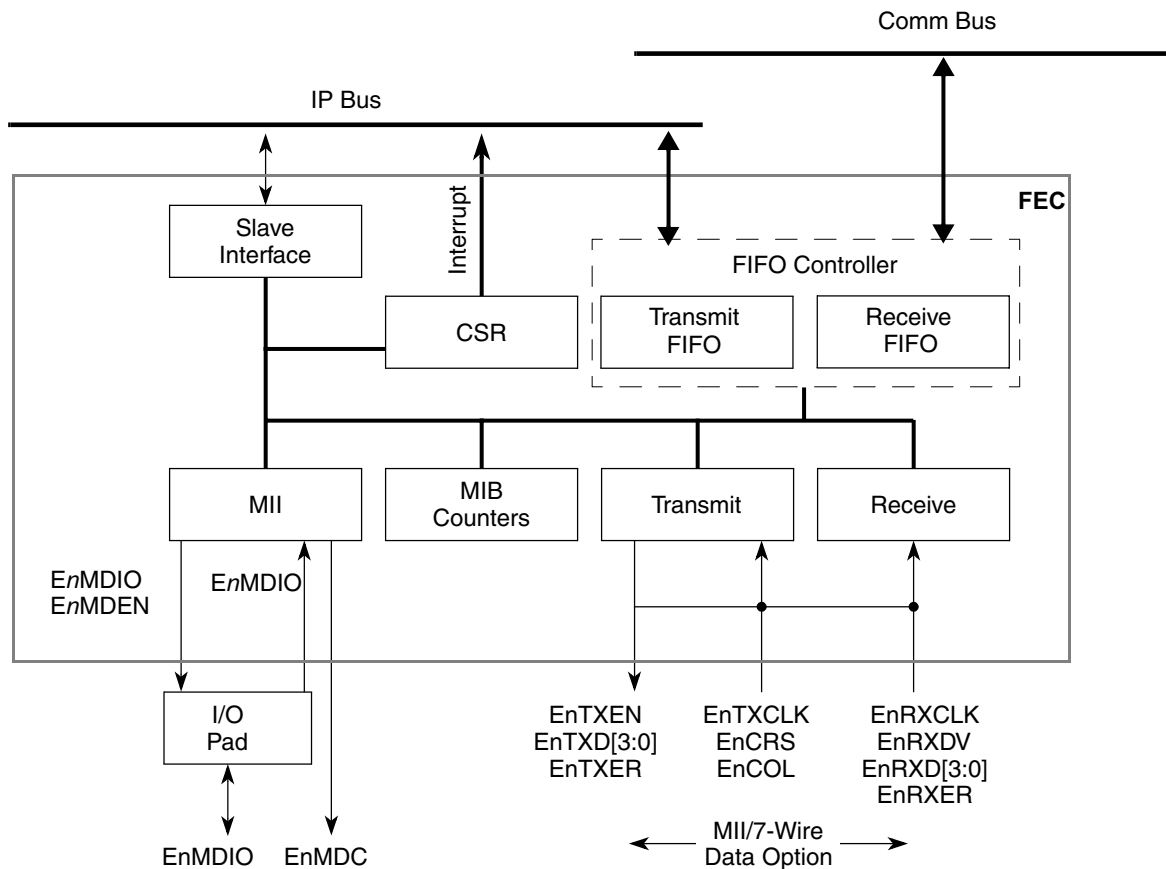 Comm Bus
IP Bus
FEC
Interrupt
Slave
Interface
FIFO Controller
CSR
Transmit
FIFO
Receive
FIFO
MII
MIB
Counters
Transmit
Receive
EnMDIO
EnMDEN
EnMDIO
I/O
Pad
EnTXEN
EnTXD[3:0]
EnTXER
EnTXCLK
EnCRS
EnCOL
EnRXCLK
EnRXDV
EnRXD[3:0]
EnRXER
MII/7-Wire
Data Option
EnMDIO
EnMDC